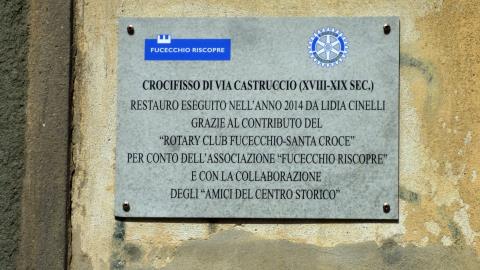 FUCECCHIO RISCOPRE
CROCIFISSO DI VIA CASTRUCCIO (XVIII-XIX SEC.)
RESTAURO ESEGUITO NELL'ANNO 2014 DA LIDIA CINELLI
GRAZIE AL CONTRIBUTO DEL
"ROTARY CLUB FUCECCHIO-SANTA CROCE"
PER CONTO DELL'ASSOCIAZIONE "FUCECCHIO RISCOPRE"
E CON LA COLLABORAZIONE
DEGLI "AMICI DEL CENTRO STORICO"